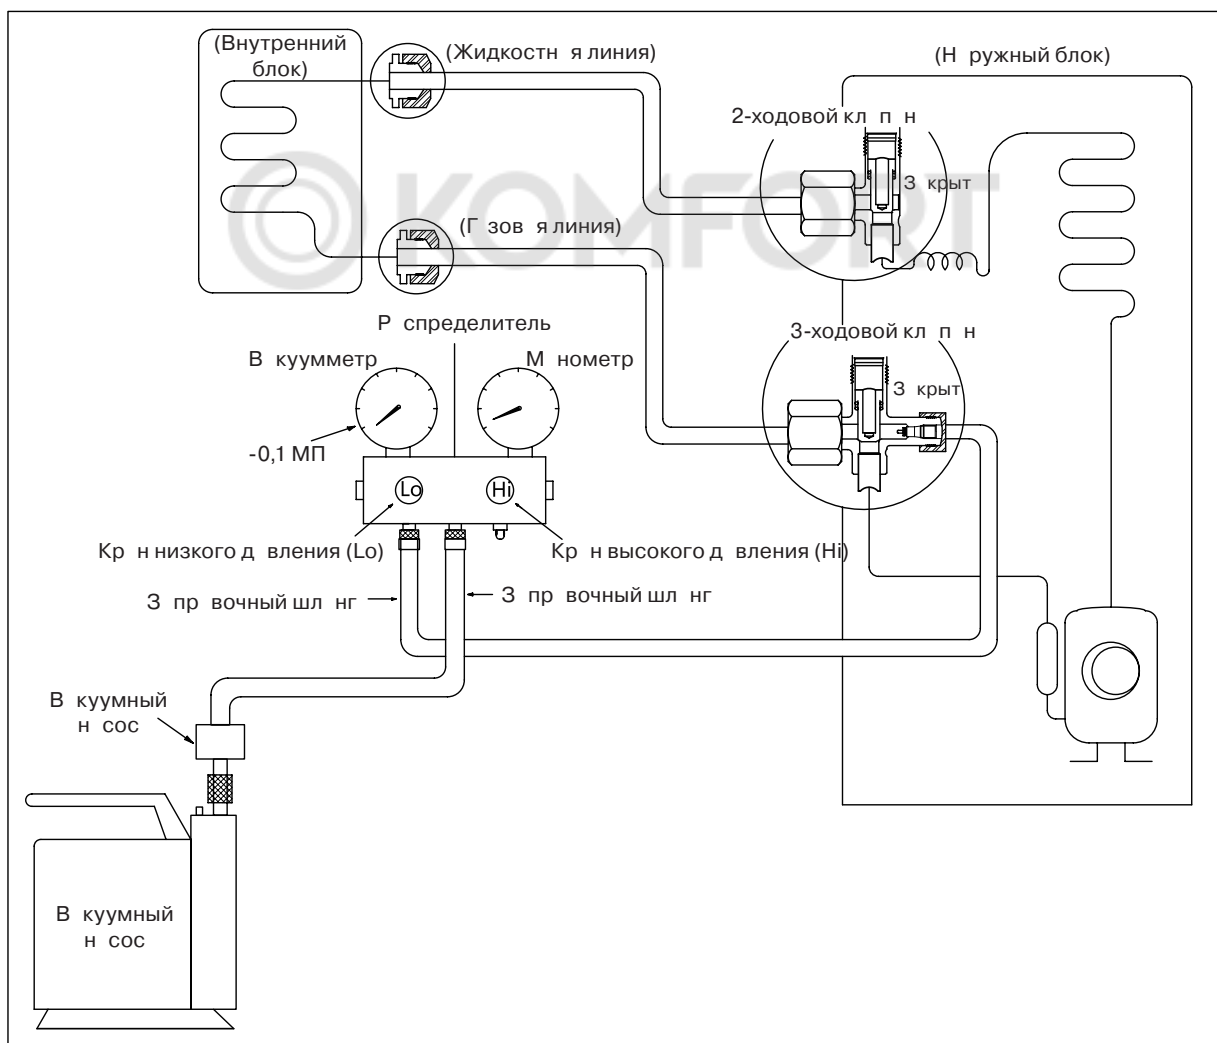 (Внутренний
блок)
(Жидкостн я линия)
(Н ружный блок)
2-ходовой кл п н
З крыт
KOMFORT
(Г зов я линия)
Р спределитель
3-ходовой кл п н
В куумметр
М нометр
З крыт
-0,1 МП
Lo
Hi
Кр н низкого д вления (Lo)
Кр н высокого д вления (Hi)
З пр вочный шл нг
З пр вочный шл нг
В куумный
н сос
В куумный
н сос